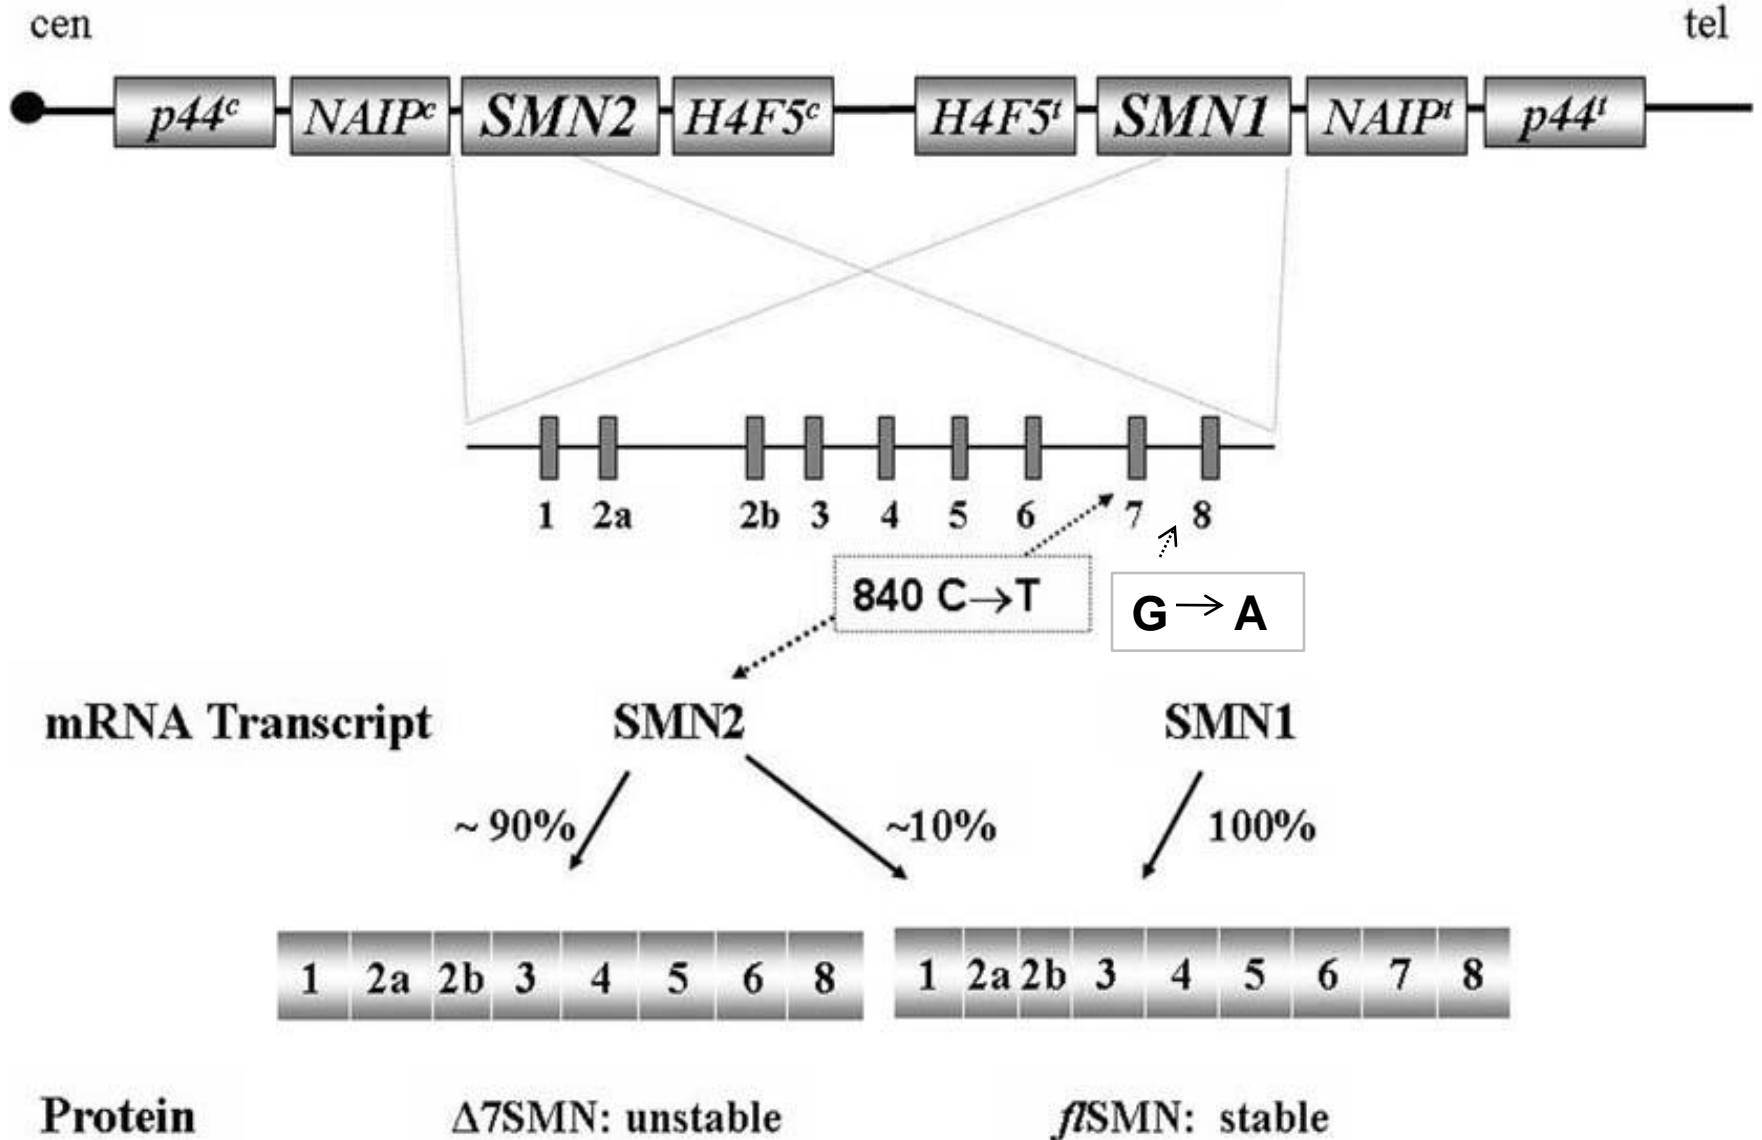 cen tel
p44c NAIPc SMN2 H4F5c H4F5t SMN1 NAIPt p44t
1 2a 2b 3 4 5 6 7 8
840 C→T
G → A
mRNA Transcript SMN2 SMN1
~ 90% ~10% 100%
1 2a 2b 3 4 5 6 8 1 2a 2b 3 4 5 6 7 8
Protein Δ7SMN: unstable flSMN: stable